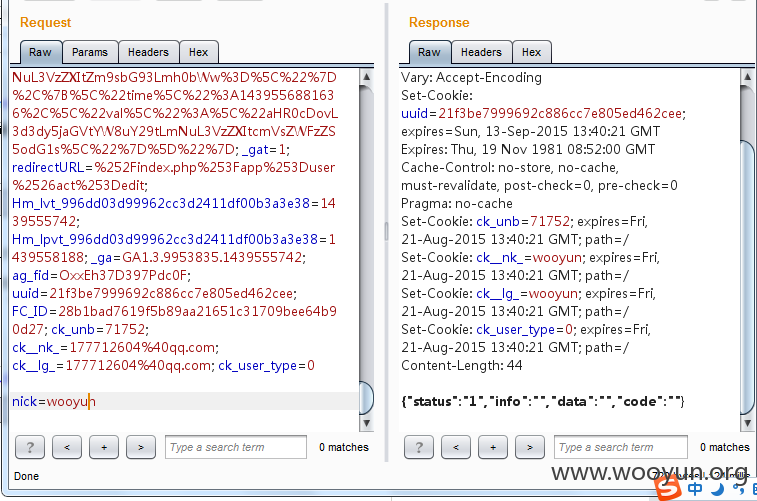 Request
Raw Params Headers Hex
NuL3VzZXItZm9sbG93Lmh0bWw%3D%5C%22%7D
%2C%7B%5C%22time%5C%22%3A143955688163
6%2C%5C%22val%5C%22%3A%5C%22aHR0cDovL
3d3dy5jaGVtYW8uY29tLmNuL3VzZXItcmVsZWFzZS
5odG1s%5C%22%7D%5D%22%7D; _gat=1;
redirectURL=%252Findex.php%253Fapp%253Duser
%2526act%253Dedit;
Hm_lvt_996dd03d99962cc3d2411df00b3a3e38=14
39555742;
Hm_lpvt_996dd03d99962cc3d2411df00b3a3e38=1
439558188; _ga=GA1.3.9953835.1439555742;
ag_fid=OxxEh37D397Pdc0F;
uuid=21f3be7999692c886cc7e805ed462cee;
FC_ID=28b1bad7619f5b89aa21651c31709bee64b9
0d27; ck_unb=71752;
ck__nk_=177712604%40qq.com;
ck__lg_=177712604%40qq.com; ck_user_type=0
nick=wooyun
? < + > Type a search term 0 matches
Done
Response
Raw Headers Hex
Vary: Accept-Encoding
Set-Cookie:
uuid=21f3be7999692c886cc7e805ed462cee;
expires=Sun, 13-Sep-2015 13:40:21 GMT
Expires: Thu, 19 Nov 1981 08:52:00 GMT
Cache-Control: no-store, no-cache,
must-revalidate, post-check=0, pre-check=0
Pragma: no-cache
Set-Cookie: ck_unb=71752; expires=Fri,
21-Aug-2015 13:40:21 GMT; path=/
Set-Cookie: ck__nk_=wooyun; expires=Fri,
21-Aug-2015 13:40:21 GMT; path=/
Set-Cookie: ck__lg_=wooyun; expires=Fri,
21-Aug-2015 13:40:21 GMT; path=/
Set-Cookie: ck_user_type=0; expires=Fri,
21-Aug-2015 13:40:21 GMT; path=/
Content-Length: 44
{"status":"1","info":"","data":"","code":""}
? < + > Type a search term 0 matches
www.wooyun.org
S 中